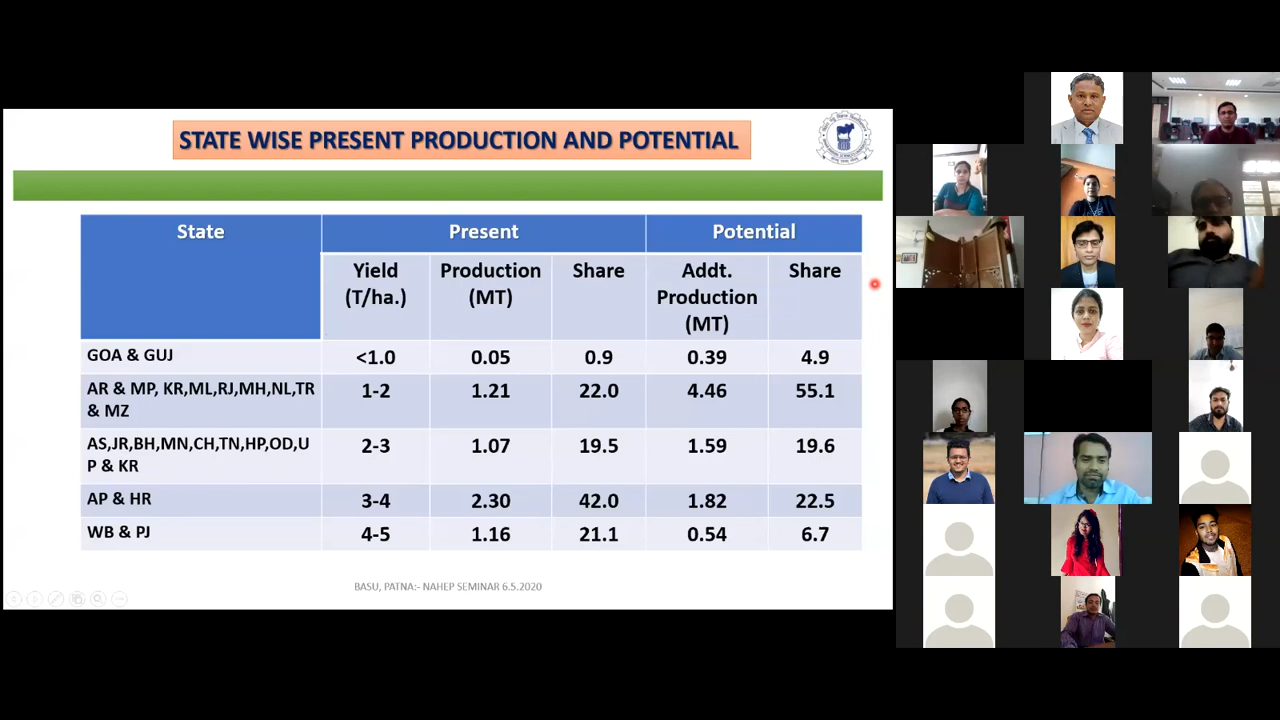 STATE WISE PRESENT PRODUCTION AND POTENTIAL
State Present Potential
Yield Production Share Addt. Share
(T/ha.) (MT) Production
(MT)
GOA & GUJ <1.0 0.05 0.9 0.39 4.9
AR & MP, KR,ML,RJ,MH,NL,TR 1-2 1.21 22.0 4.46 55.1
& MZ
AS,JR,BH,MN,CH,TN,HP,OD,U 2-3 1.07 19.5 1.59 19.6
P & KR
AP & HR 3-4 2.30 42.0 1.82 22.5
WB & PJ 4-5 1.16 21.1 0.54 6.7
BASU, PATNA:- NAHEP SEMINAR 6.5.2020